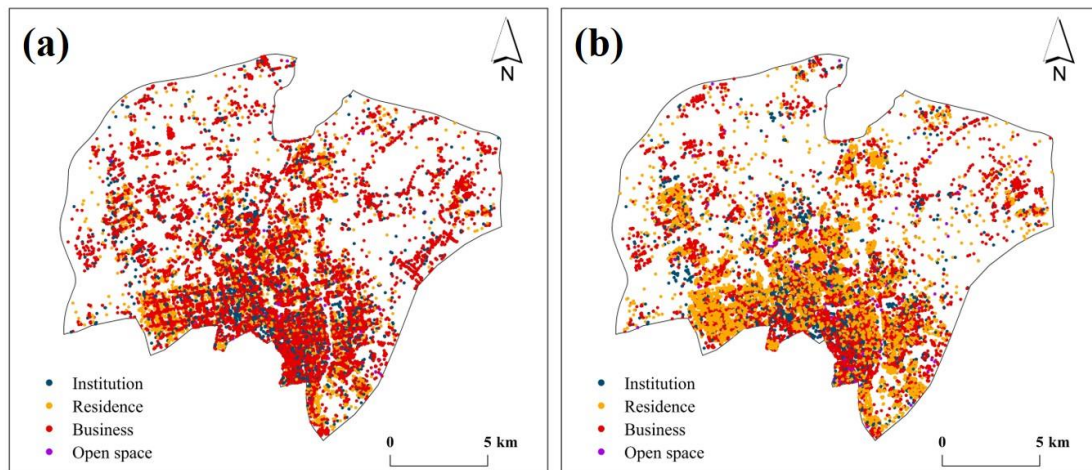 (a)
N
Institution
Residence
Business
Open space
0 5 km
(b)
N
Institution
Residence
Business
Open space
0 5 km